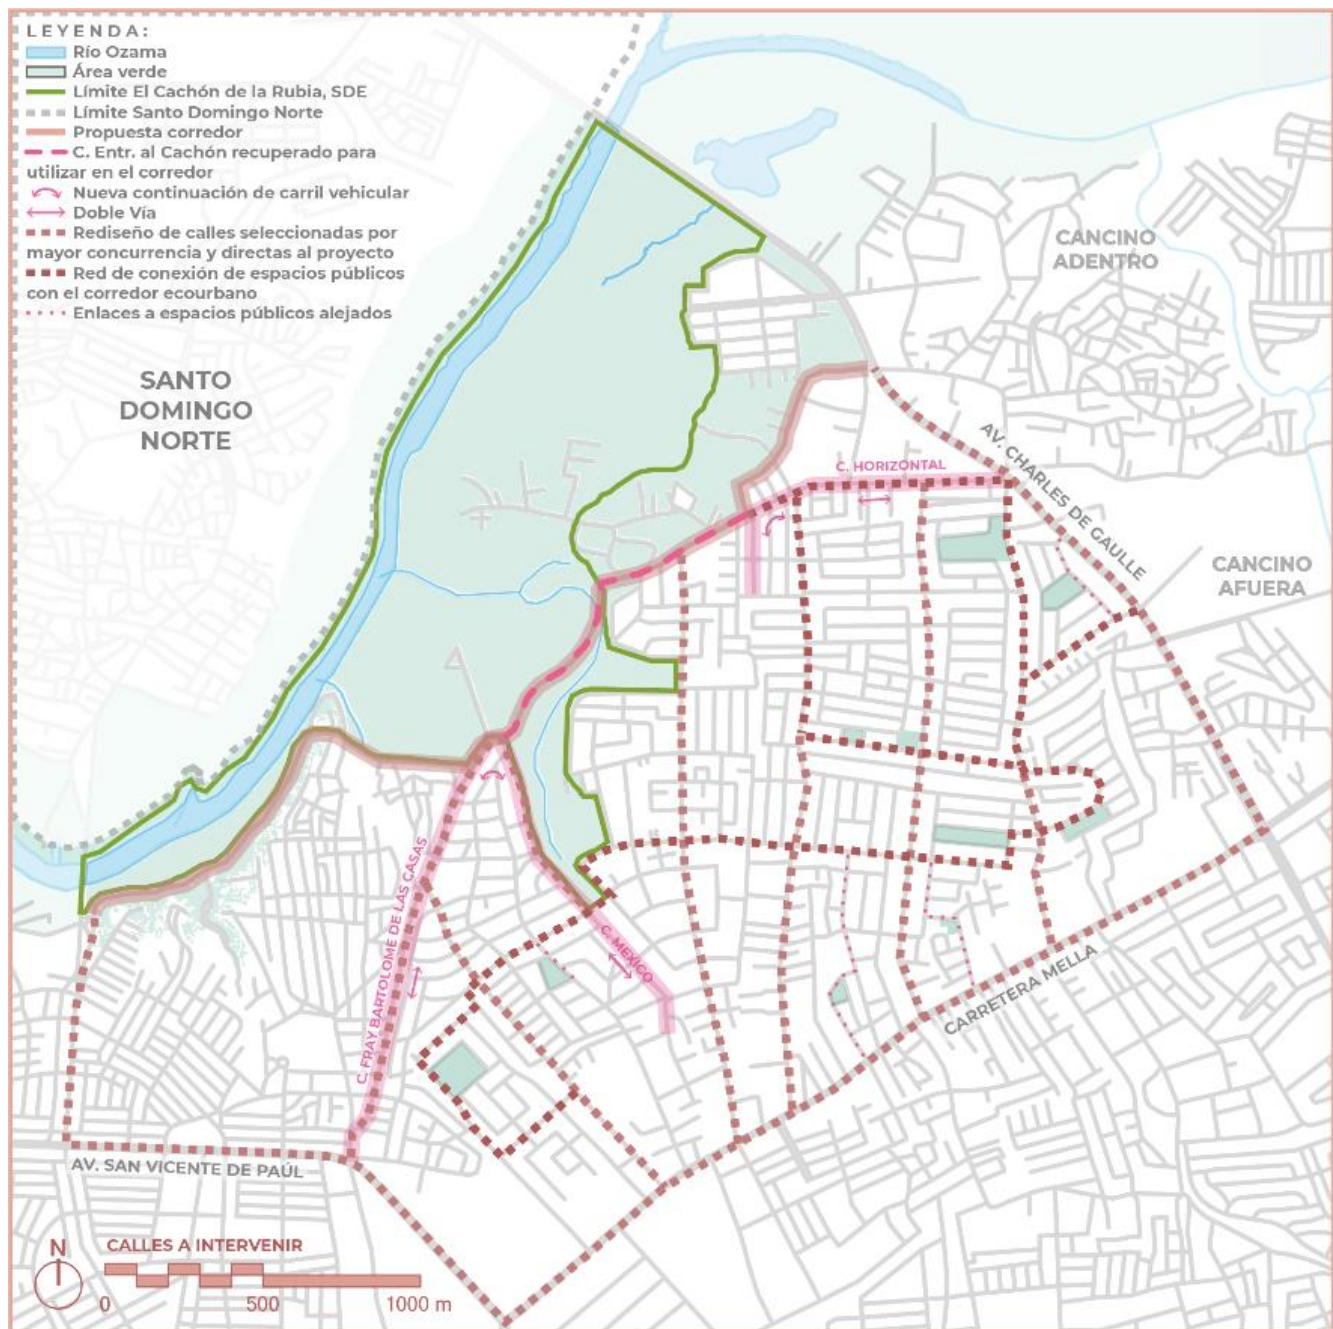 LEYENDA:
Río Ozama
Área verde
Límite El Cachón de la Rubia, SDE
Límite Santo Domingo Norte
Propuesta corredor
C. Entr. al Cachón recuperado para
utilizar en el corredor
Nueva continuación de carril vehicular
Doble Vía
Rediseño de calles seleccionadas por
mayor concurrencia y directas al proyecto
Red de conexión de espacios públicos
con el corredor ecourbano
Enlaces a espacios públicos alejados
SANTO
DOMINGO
NORTE
CANCINO
ADENTRO
AV. CHARLES DE GAULLE
C. HORIZONTAL
CANCINO
AFUERA
C. FRAY BARTOLOME DE LAS CASAS
C. MEXICO
CARRETERA MELLA
AV. SAN VICENTE DE PAÚL
N
CALLES A INTERVENIR
0 500 1000 m